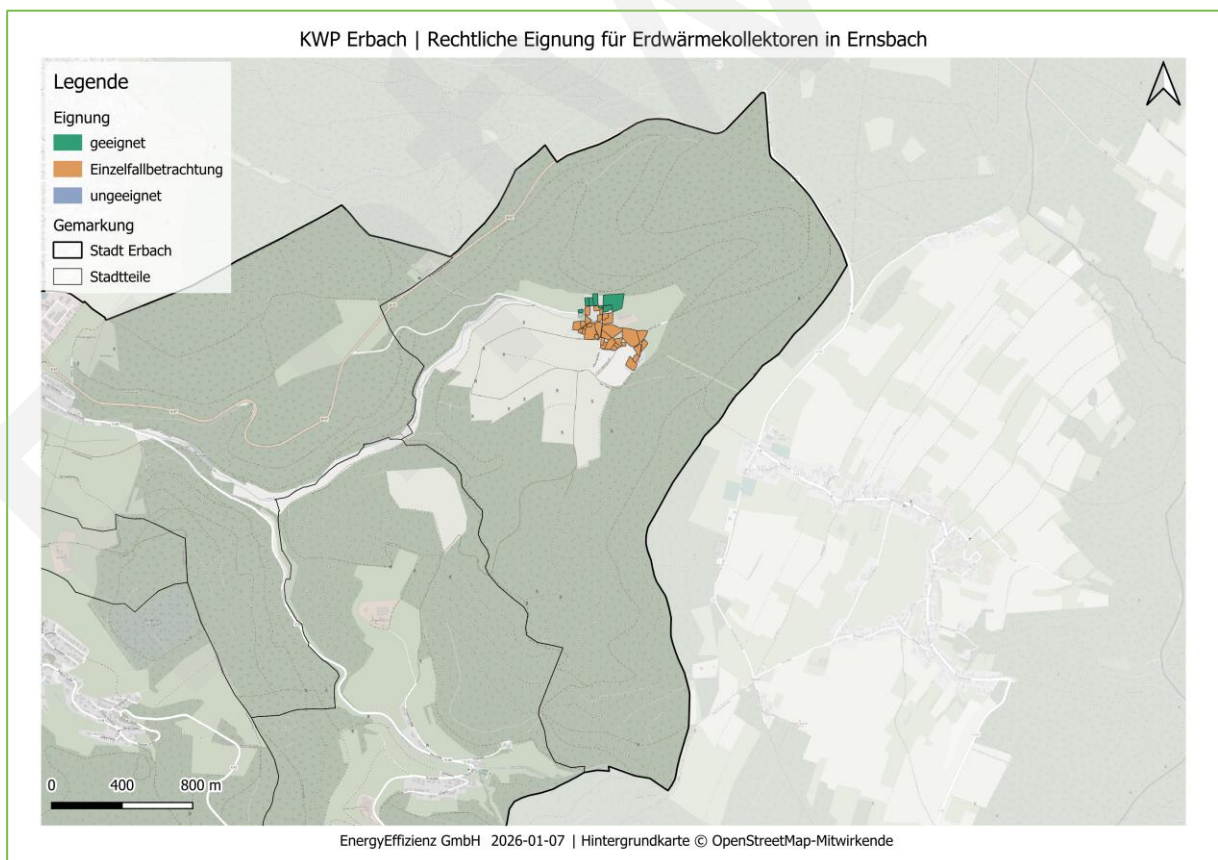 KWP Erbach | Rechtliche Eignung für Erdwärmekollektoren in Ernsbach
Legende
Eignung
geeignet
Einzelfallbetrachtung
ungeeignet
Gemarkung
Stadt Erbach
Stadtteile
0 400 800 m
EnergyEffizienz GmbH 2026-01-07 | Hintergrundkarte © OpenStreetMap-Mitwirkende